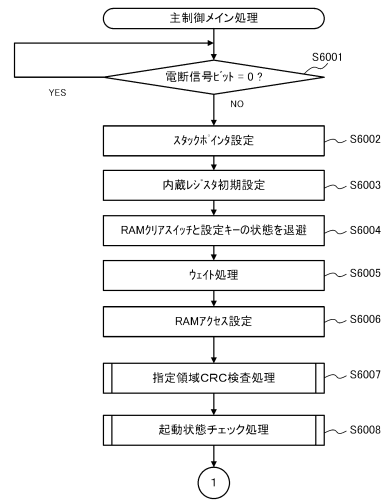 主制御メイン処理
S6001
電断信号ﾋﾞｯﾄ = 0 ?
YES
NO
ｽﾀｯｸﾎﾟｲﾝﾀ設定
S6002
内蔵ﾚｼﾞｽﾀ初期設定
S6003
RAMｸﾘｱｽｲｯﾁと設定ｷｰの状態を退避
S6004
ｳｪｲﾄ処理
S6005
RAMｱｸｾｽ設定
S6006
指定領域CRC検査処理
S6007
起動状態チェック処理
S6008
1